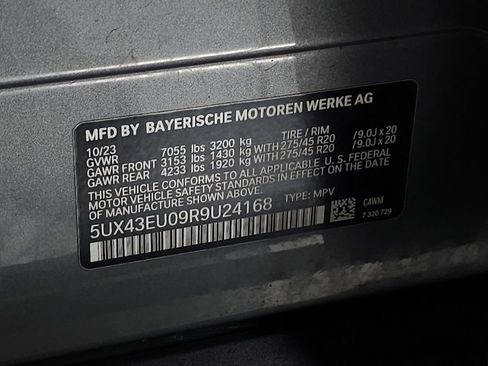 MFD BY BAYERISCHE MOTOREN WERKE AG
10/23 TIRE / RIM
GVWR 7055 lbs 3200 kg
GAWR FRONT 3153 lbs 1430 kg WITH 275/45 R20 /9.0J x 20
GAWR REAR 4233 lbs 1920 kg WITH 275/45 R20 /9.0J x 20
THIS VEHICLE CONFORMS TO ALL APPLICABLE U.S. FEDERAL
MOTOR VEHICLE SAFETY STANDARDS IN EFFECT ON THE DATE
OF MANUFACTURE SHOWN ABOVE.
5UX43EU09R9U24168 TYPE: MPV
C4WM
7 320 729